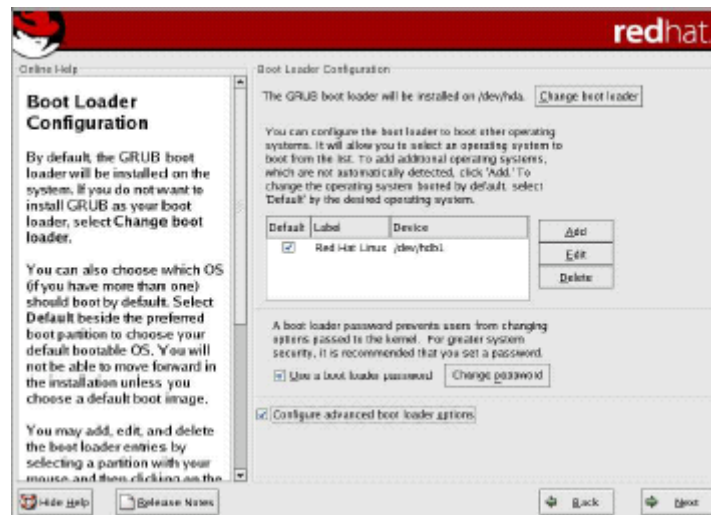 redhat.
Online Help
Boot Loader
Configuration
By default, the GRUB boot
loader will be installed on the
system. If you do not want to
install GRUB as your boot
loader, select Change boot
loader.
You can also choose which OS
(if you have more than one)
should boot by default. Select
Default beside the preferred
boot partition to choose your
default bootable OS. You will
not be able to move forward in
the installation unless you
choose a default boot image.
You may add, edit, and delete
the boot loader entries by
selecting a partition with your
mouse and then clicking on the
Boot Loader Configuration
The GRUB boot loader will be installed on /dev/hda.
Change boot loader
You can configure the boot loader to boot other operating
systems. It will allow you to select an operating system to
boot from the list. To add additional operating systems,
which are not automatically detected, click 'Add.' To
change the operating system booted by default, select
'Default' by the desired operating system.
Default Label Device
Red Hat Linux /dev/hdb1
Add
Edit
Delete
A boot loader password prevents users from changing
options passed to the kernel. For greater system
security, it is recommended that you set a password.
Use a boot loader password
Change password
Configure advanced boot loader options
Hide Help
Release Notes
Back
Next